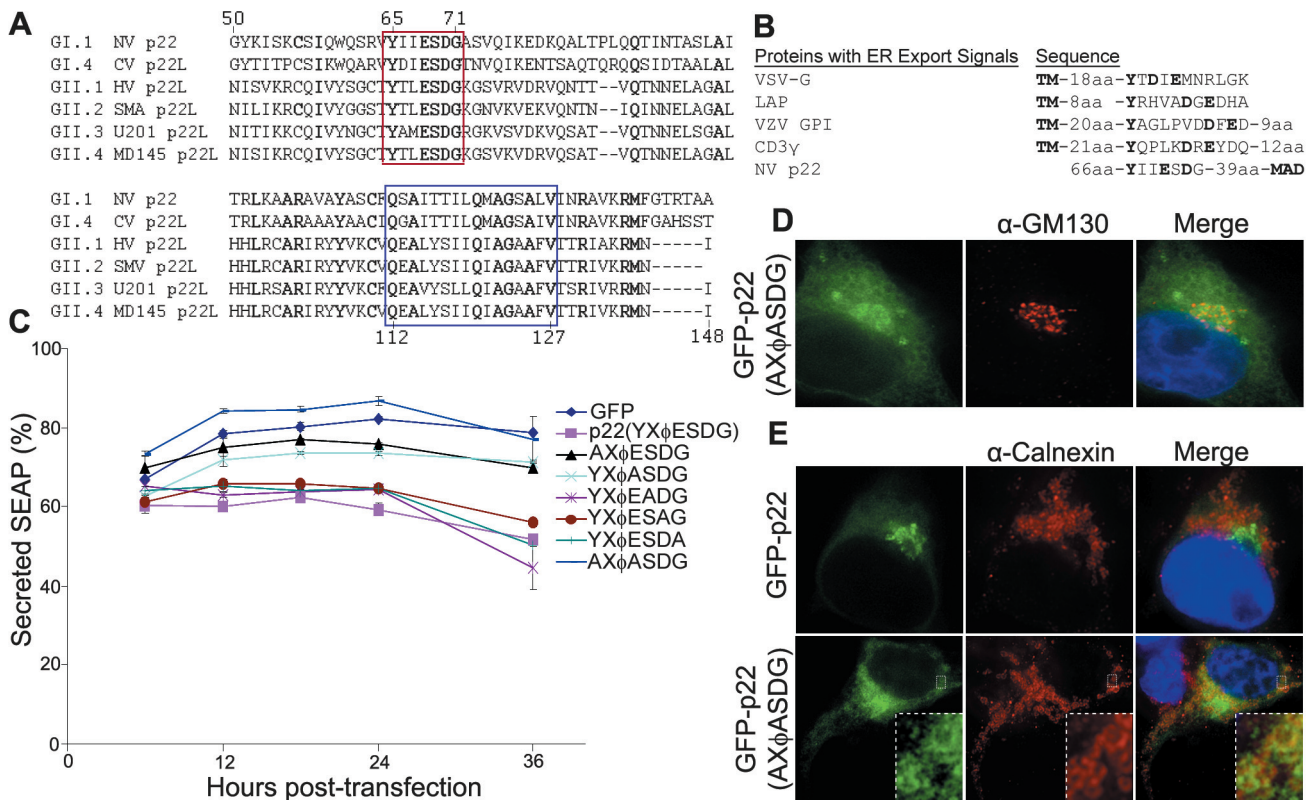 A
50 65 71
GI.1 NV p22 GYKISKCSIQWQSRVYIIESDGASVQIKEDKQALTPLQQTINTASLAI
GI.4 CV p22L GYTITPCSIKWQARVYDIESDGTNVQIKENTSAQTQRQQSIDTAALAL
GII.1 HV p22L NISVKRCQIVYSGCTYTLESDGKGNVKVDRVQNTT--VQTNNELAGAL
GII.2 SMA p22L NILIKRCQIVYSGCTYTLESDGKGNVSKVEKVQNTS--IQTNNELSGAL
GII.3 U201 p22L NITIKKCQIVYNGCTYAMESDGRGKVSVDKVQSAT--VQTNNELSGAL
GII.4 MD145 p22L NISIKRCQIVYNGCTYTLESDGKGSVKVDRVQSAT--VQTNNELAGAL
GI.1 NV p22 TRLKAARAVAYASCFQSAITTILQMAGSALVINRAVKRMFGTRTAA
GI.4 CV p22L TRLKAARAAAYAACIQGAITTILQMAGSAIVINRAVKRMFGAHSST
GII.1 HV p22L HHLRCARIRYYVKCVQEALYSIIQIAGAAFVTTRIAKRMN-----I
GII.2 SMV p22L HHLRCARIRYYVKCVQEALYSIIQIAGAAFVTTRIVKRMN-----
GII.3 U201 p22L HHLRCARIRYYVKCVQEAVYSLLQIAGAAFVTSRIVRRMN-----I
GII.4 MD145 p22L HHLRCARIRYYVKCVQEALYSIIQIAGAAFVTTRIVKRMN-----I
112 127 148
B
Proteins with ER Export Signals Sequence
VSV-G TM-18aa-YTDIEMNRLGK
LAP TM-8aa -YRHVADGEDHA
VZV GPI TM-20aa-YAGLPVDDFED-9aa
CD3γ TM-21aa-YQPLKDREYDQ-12aa
NV p22 66aa-YIIESDG-39aa-MAD
C
100
80
60
40
20
0
0 12 24 36
Secreted SEAP (%)
Hours post-transfection
GFP
p22(YXϕESDG)
AXϕESDG
YXϕASDG
YXϕEADG
YXϕESAG
YXϕESDA
AXϕASDG
D
α-GM130 Merge
GFP-p22
(AXϕASDG)
E
α-Calnexin Merge
GFP-p22
GFP-p22
(AXϕASDG)